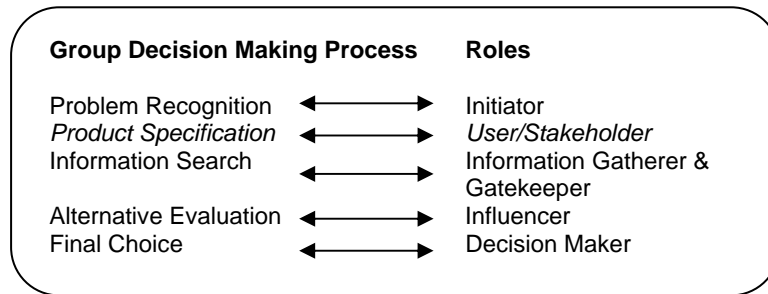 Group Decision Making Process Roles
Problem Recognition Initiator
Product Specification User/Stakeholder
Information Search Information Gatherer &
Gatekeeper
Alternative Evaluation Influencer
Final Choice Decision Maker